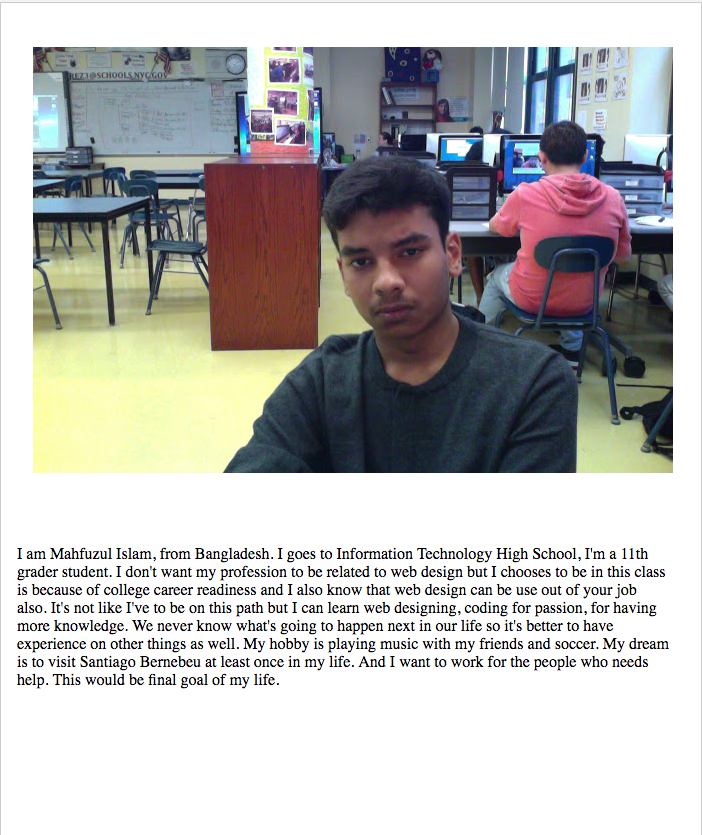 REZ3@SCHOOLS.NYC.GOV
I am Mahfuzul Islam, from Bangladesh. I goes to Information Technology High School, I'm a 11th
grader student. I don't want my profession to be related to web design but I chooses to be in this class
is because of college career readiness and I also know that web design can be use out of your job
also. It's not like I've to be on this path but I can learn web designing, coding for passion, for having
more knowledge. We never know what's going to happen next in our life so it's better to have
experience on other things as well. My hobby is playing music with my friends and soccer. My dream
is to visit Santiago Bernebeu at least once in my life. And I want to work for the people who needs
help. This would be final goal of my life.